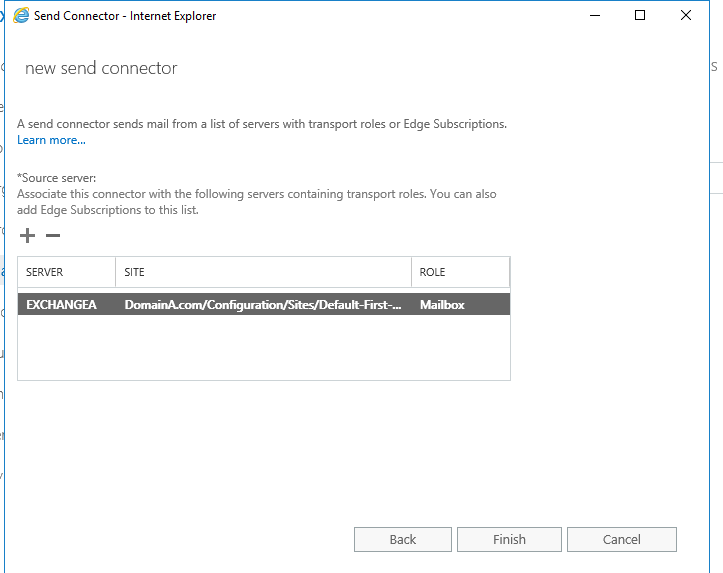 Send Connector - Internet Explorer
new send connector
A send connector sends mail from a list of servers with transport roles or Edge Subscriptions.
Learn more...
*Source server:
Associate this connector with the following servers containing transport roles. You can also
add Edge Subscriptions to this list.
SERVER SITE ROLE
EXCHANGEA DomainA.com/Configuration/Sites/Default-First-... Mailbox
Back Finish Cancel